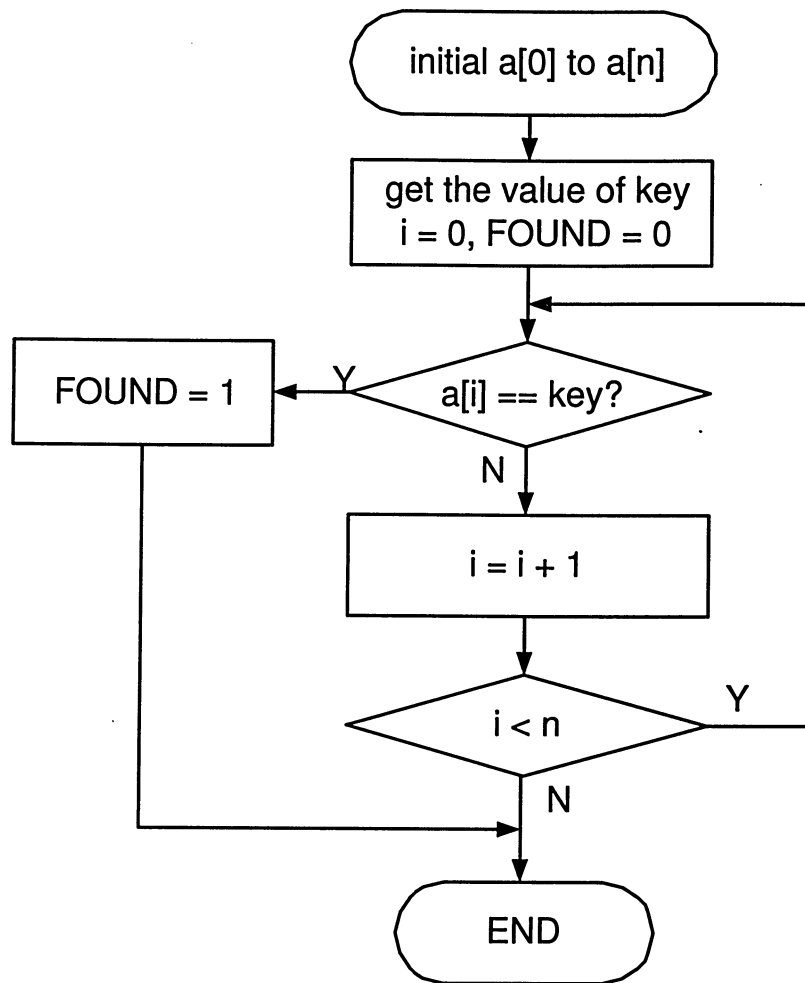 initial a[0] to a[n]
get the value of key
i = 0, FOUND = 0
a[i] == key?
Y
FOUND = 1
N
i = i + 1
i < n
Y
N
END